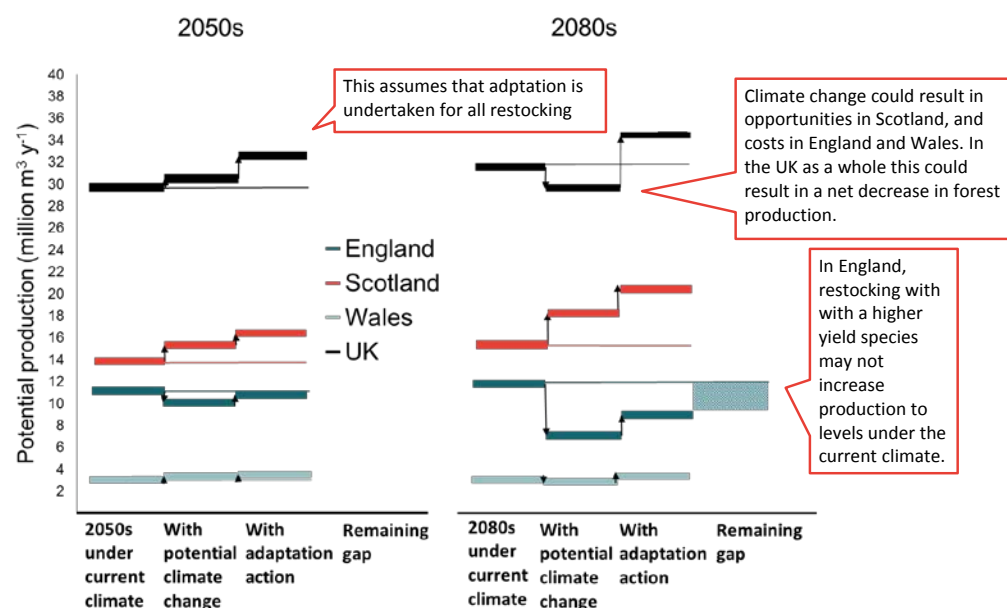 2050s
2080s
Potential production (million m³ y⁻¹)
40
38
36
34
32
30
28
26
24
22
20
18
16
14
12
10
8
6
4
2
This assumes that adptation is
undertaken for all restocking
Climate change could result in
opportunities in Scotland, and
costs in England and Wales. In
the UK as a whole this could
result in a net decrease in forest
production.
England
Scotland
Wales
UK
In England,
restocking with
with a higher
yield species
may not
increase
production to
levels under the
current climate.
2050s
under
current
climate
With
potential
climate
change
With
adaptation
action
Remaining
gap
2080s
under
current
climate
With
potential
climate
change
With
adaptation
action
Remaining
gap